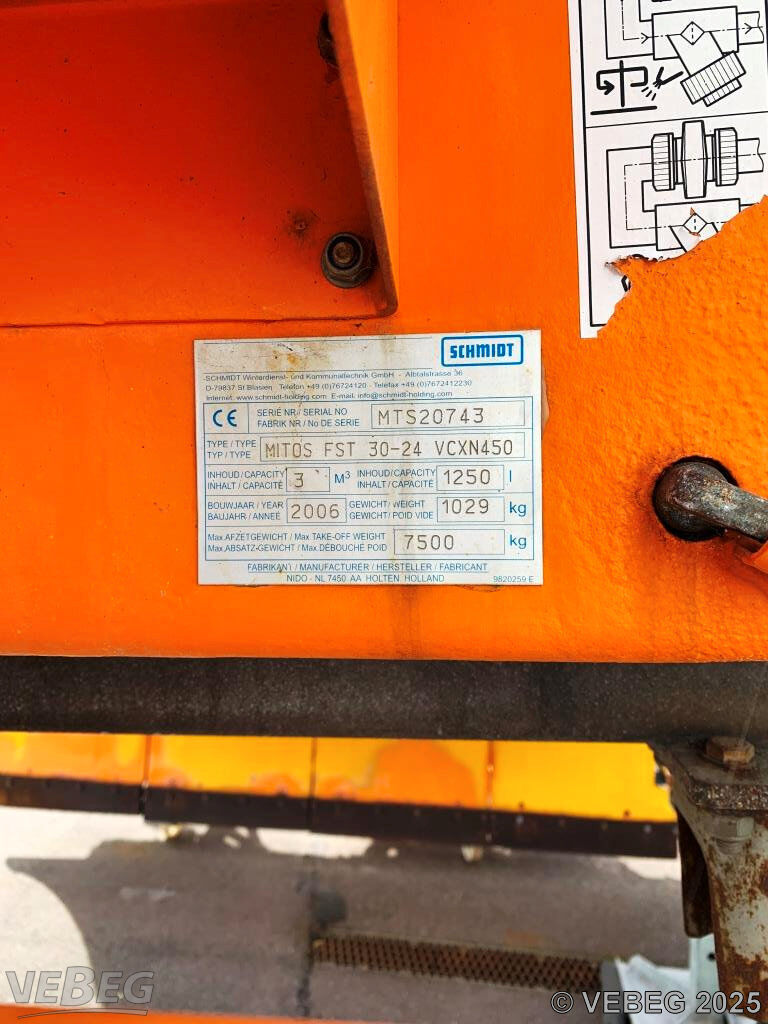 SCHMIDT
SCHMIDT Winterdienst- und Kommunaltechnik GmbH - Albtalstrasse 36
D-79837 St Blasien Telefon +49 (0)76724120 - Telefax +49 (0)7672412230
Internet: www.schmidt-holding.com E-mail: info@schmidt-holding.com
CE SERIE NR / SERIAL NO MTS20743
FABRIK NR / No DE SERIE
TYPE / TYPE MITOS FST 30-24 VCXN450
TYP / TYPE
INHOUD / CAPACITY 3 M³ INHOUD / CAPACITY 1250 l
INHALT / CAPACITÉ INHALT / CAPACITÉ
BOUWJAAR / YEAR 2006 GEWICHT / WEIGHT 1029 kg
BAUJAHR / ANNEÉ GEWICHT / POID VIDE
Max.AFZETGEWICHT / Max TAKE-OFF WEIGHT 7500 kg
Max.ABSATZ-GEWICHT / Max.DÉBOUCHÉ POID
FABRIKANT / MANUFACTURER / HERSTELLER / FABRICANT
NIDO - NL 7450 AA HOLTEN HOLLAND 9820259 E
VEBEG
© VEBEG 2025